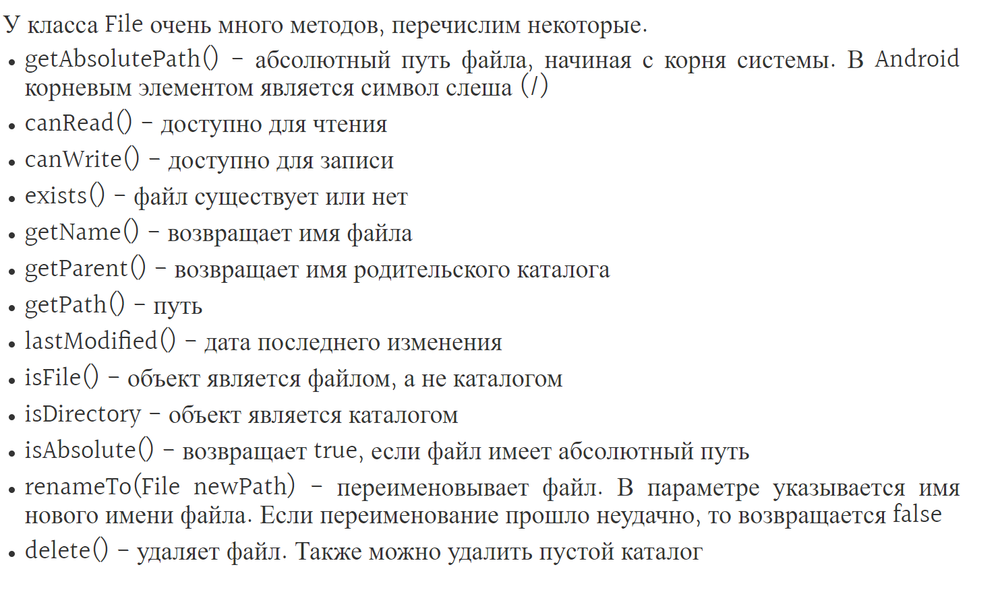 У класса File очень много методов, перечислим некоторые.
• getAbsolutePath() – абсолютный путь файла, начиная с корня системы. В Android
корневым элементом является символ слеша (/)
• canRead() – доступно для чтения
• canWrite() – доступно для записи
• exists() – файл существует или нет
• getName() – возвращает имя файла
• getParent() – возвращает имя родительского каталога
• getPath() – путь
• lastModified() – дата последнего изменения
• isFile() – объект является файлом, а не каталогом
• isDirectory – объект является каталогом
• isAbsolute() – возвращает true, если файл имеет абсолютный путь
• renameTo(File newPath) – переименовывает файл. В параметре указывается имя
нового имени файла. Если переименование прошло неудачно, то возвращается false
• delete() – удаляет файл. Также можно удалить пустой каталог